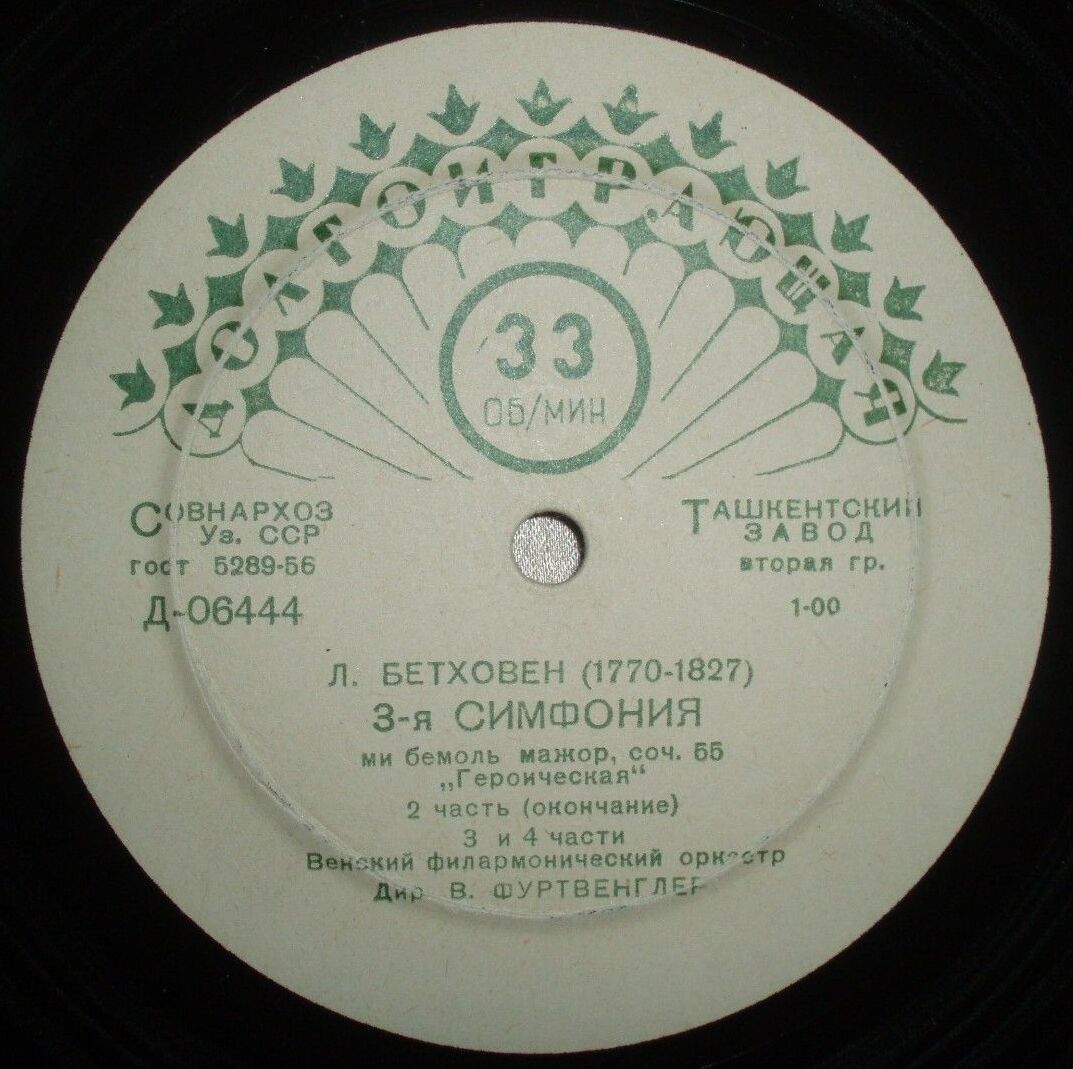 ДОЛГОИГРАЮЩАЯ
33
ОБ/МИН
СОВНАРХОЗ
Уз. ССР
гост 5289-56
Д-06444
ТАШКЕНТСКИЙ
ЗАВОД
вторая гр.
1-00
Л. БЕТХОВЕН (1770-1827)
3-я СИМФОНИЯ
ми бемоль мажор, соч. 55
„Героическая“
2 часть (окончание)
3 и 4 части
Венский филармонический оркестр
Дир В. ФУРТВЕНГЛЕР